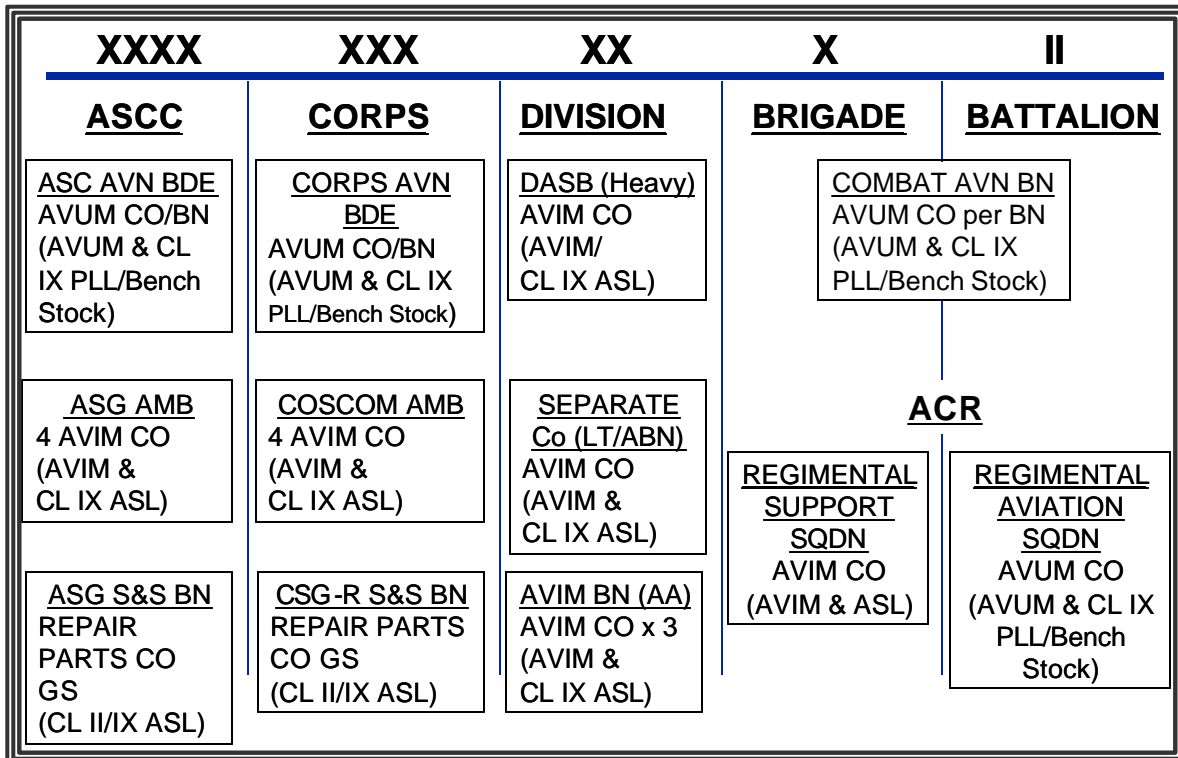 XXXX XXX XX X II
ASCC CORPS DIVISION BRIGADE BATTALION
ASC AVN BDE
AVUM CO/BN
(AVUM & CL
IX PLL/Bench
Stock)
CORPS AVN
BDE
AVUM CO/BN
(AVUM & CL IX
PLL/Bench Stock)
DASB (Heavy)
AVIM CO
(AVIM/
CL IX ASL)
COMBAT AVN BN
AVUM CO per BN
(AVUM & CL IX
PLL/Bench Stock)
ASG AMB
4 AVIM CO
(AVIM &
CL IX ASL)
COSCOM AMB
4 AVIM CO
(AVIM &
CL IX ASL)
SEPARATE
Co (LT/ABN)
AVIM CO
(AVIM &
CL IX ASL)
ACR
REGIMENTAL
SUPPORT
SQDN
AVIM CO
(AVIM & ASL)
REGIMENTAL
AVIATION
SQDN
AVUM CO
(AVUM & CL IX
PLL/Bench
Stock)
ASG S&S BN
REPAIR
PARTS CO
GS
(CL II/IX ASL)
CSG-R S&S BN
REPAIR PARTS
CO GS
(CL II/IX ASL)
AVIM BN (AA)
AVIM CO x 3
(AVIM &
CL IX ASL)